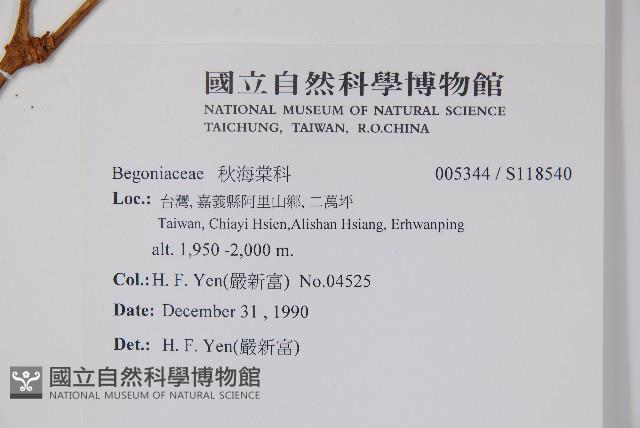 國立自然科學博物館
NATIONAL MUSEUM OF NATURAL SCIENCE
TAICHUNG, TAIWAN, R.O.CHINA
Begoniaceae 秋海棠科 005344 / S118540
Loc.: 台灣, 嘉義縣阿里山鄉, 二萬坪
Taiwan, Chiayi Hsien,Alishan Hsiang, Erhwanping
alt. 1,950 -2,000 m.
Col.:H. F. Yen(嚴新富) No.04525
Date: December 31 , 1990
Det.: H. F. Yen(嚴新富)
國立自然科學博物館
NATIONAL MUSEUM OF NATURAL SCIENCE